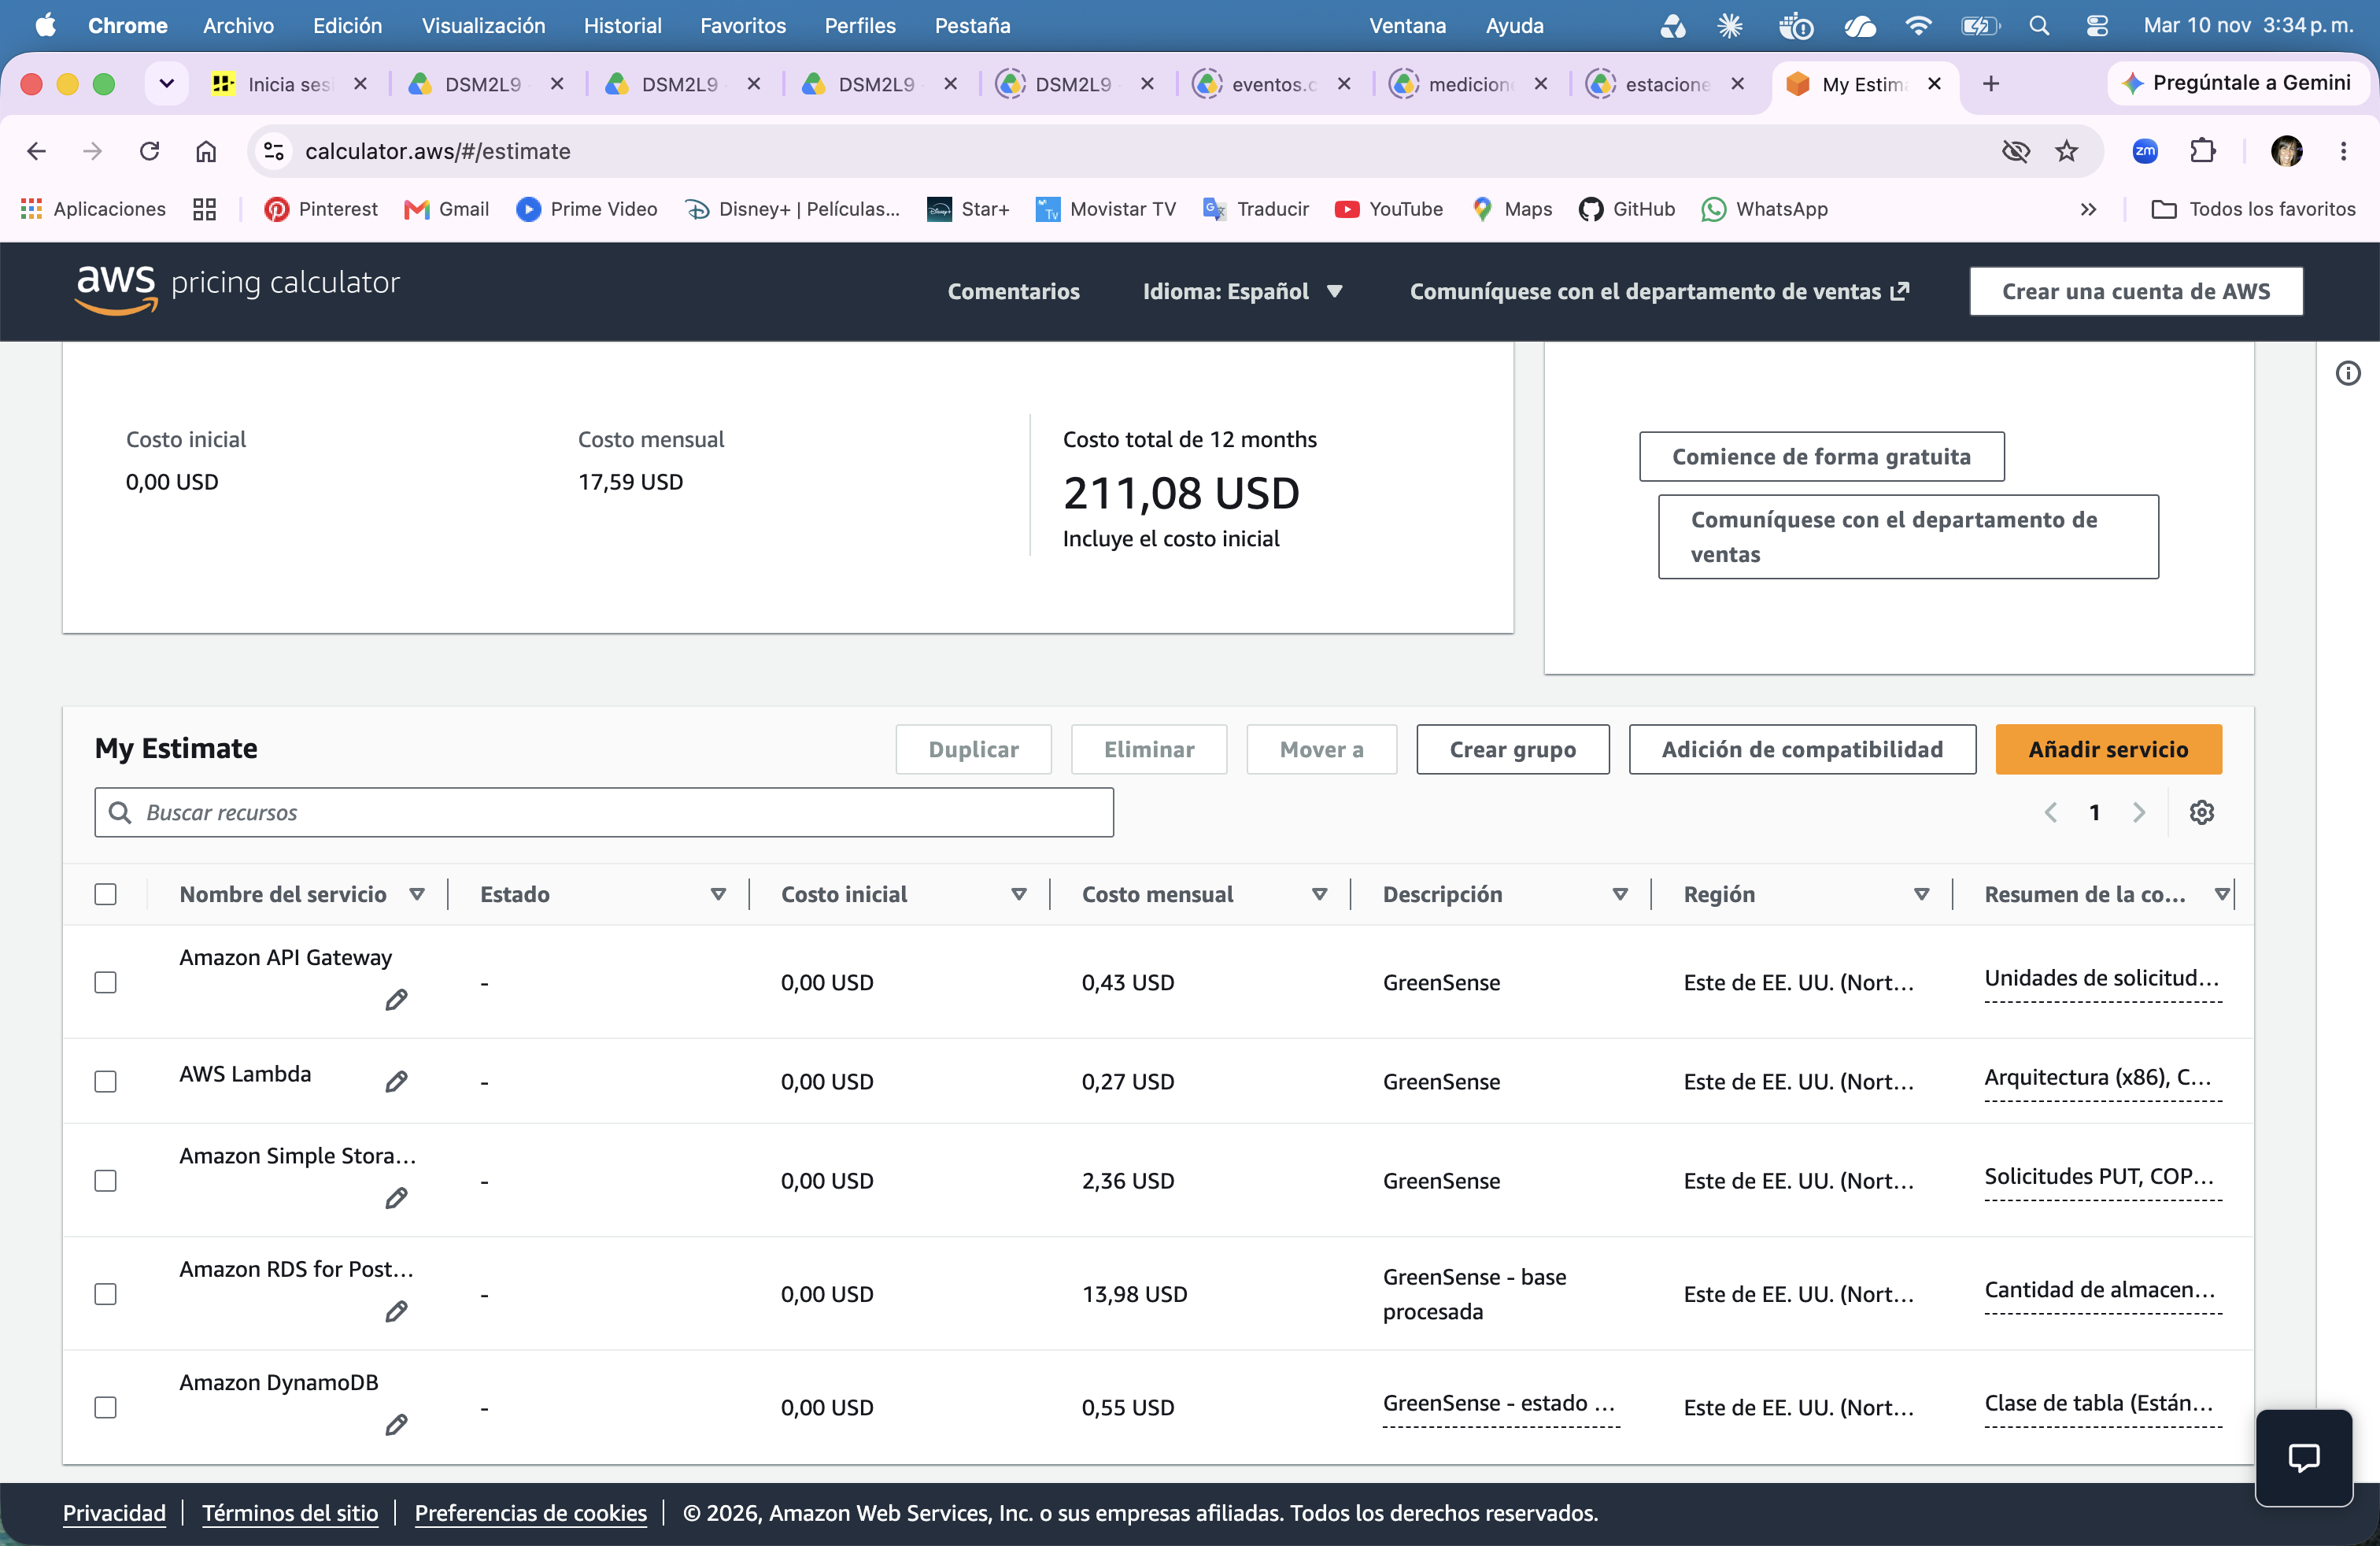 Chrome Archivo Edición Visualización Historial Favoritos Perfiles Pestaña Ventana Ayuda Mar 10 nov 3:34 p. m.
Inicia ses DSM2L9 DSM2L9 DSM2L9 DSM2L9 eventos.c medicion estacione My Estim Pregúntale a Gemini
calculator.aws/#/estimate zm
Aplicaciones Pinterest Gmail Prime Video Disney+ | Películas... Star+ Movistar TV Traducir YouTube Maps GitHub WhatsApp Todos los favoritos
aws pricing calculator Comentarios Idioma: Español Comuníquese con el departamento de ventas Crear una cuenta de AWS
Costo inicial Costo mensual Costo total de 12 months
0,00 USD 17,59 USD 211,08 USD
Incluye el costo inicial
Comience de forma gratuita
Comuníquese con el departamento de
ventas
My Estimate Duplicar Eliminar Mover a Crear grupo Adición de compatibilidad Añadir servicio
Buscar recursos 1
Nombre del servicio Estado Costo inicial Costo mensual Descripción Región Resumen de la co...
Amazon API Gateway - 0,00 USD 0,43 USD GreenSense Este de EE. UU. (Nort... Unidades de solicitud...
AWS Lambda - 0,00 USD 0,27 USD GreenSense Este de EE. UU. (Nort... Arquitectura (x86), C...
Amazon Simple Stora... - 0,00 USD 2,36 USD GreenSense Este de EE. UU. (Nort... Solicitudes PUT, COP...
Amazon RDS for Post... - 0,00 USD 13,98 USD GreenSense - base
procesada Este de EE. UU. (Nort... Cantidad de almacen...
Amazon DynamoDB - 0,00 USD 0,55 USD GreenSense - estado ... Este de EE. UU. (Nort... Clase de tabla (Están...
Privacidad | Términos del sitio | Preferencias de cookies | © 2026, Amazon Web Services, Inc. o sus empresas afiliadas. Todos los derechos reservados.